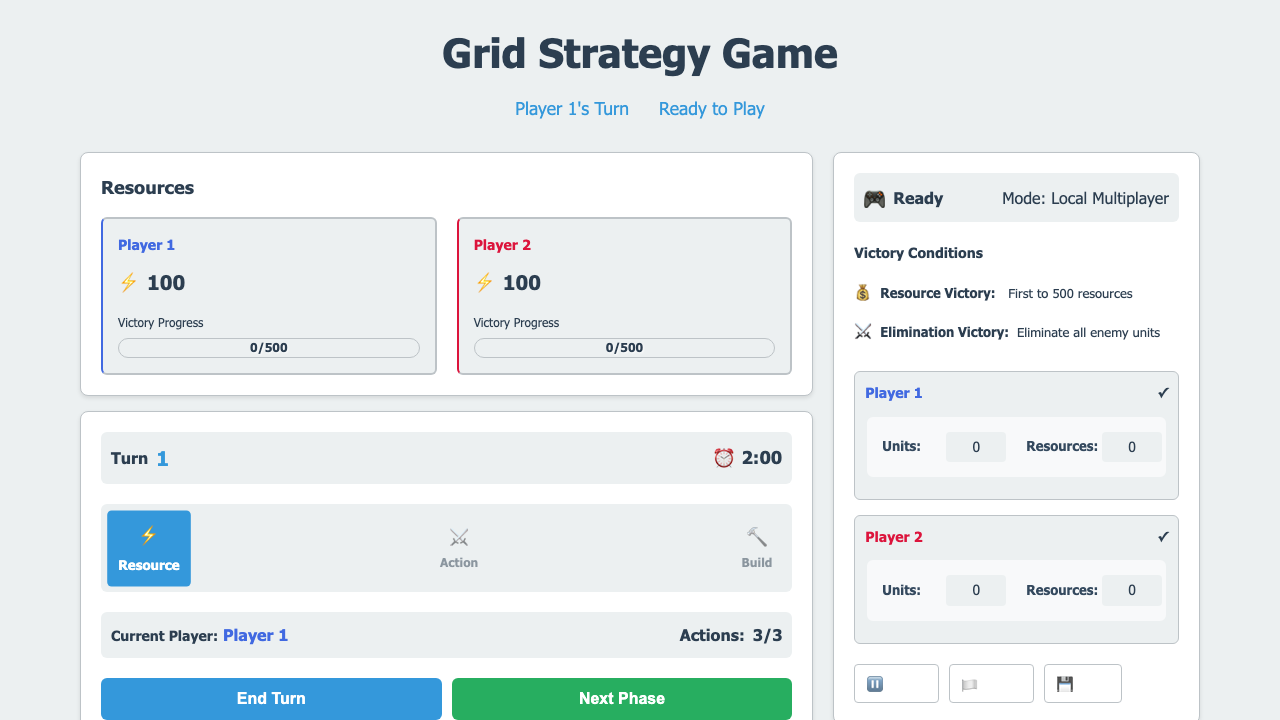 Grid Strategy Game
Player 1's Turn Ready to Play
Resources
Player 1
⚡ 100
Victory Progress
0/500
Player 2
⚡ 100
Victory Progress
0/500
Turn 1
⏰ 2:00
⚡ Resource
⚔ Action
🔨 Build
Current Player: Player 1
Actions: 3/3
End Turn
Next Phase
🎮 Ready
Mode: Local Multiplayer
Victory Conditions
💰 Resource Victory: First to 500 resources
⚔ Elimination Victory: Eliminate all enemy units
Player 1 ✓
Units: 0 Resources: 0
Player 2 ✓
Units: 0 Resources: 0